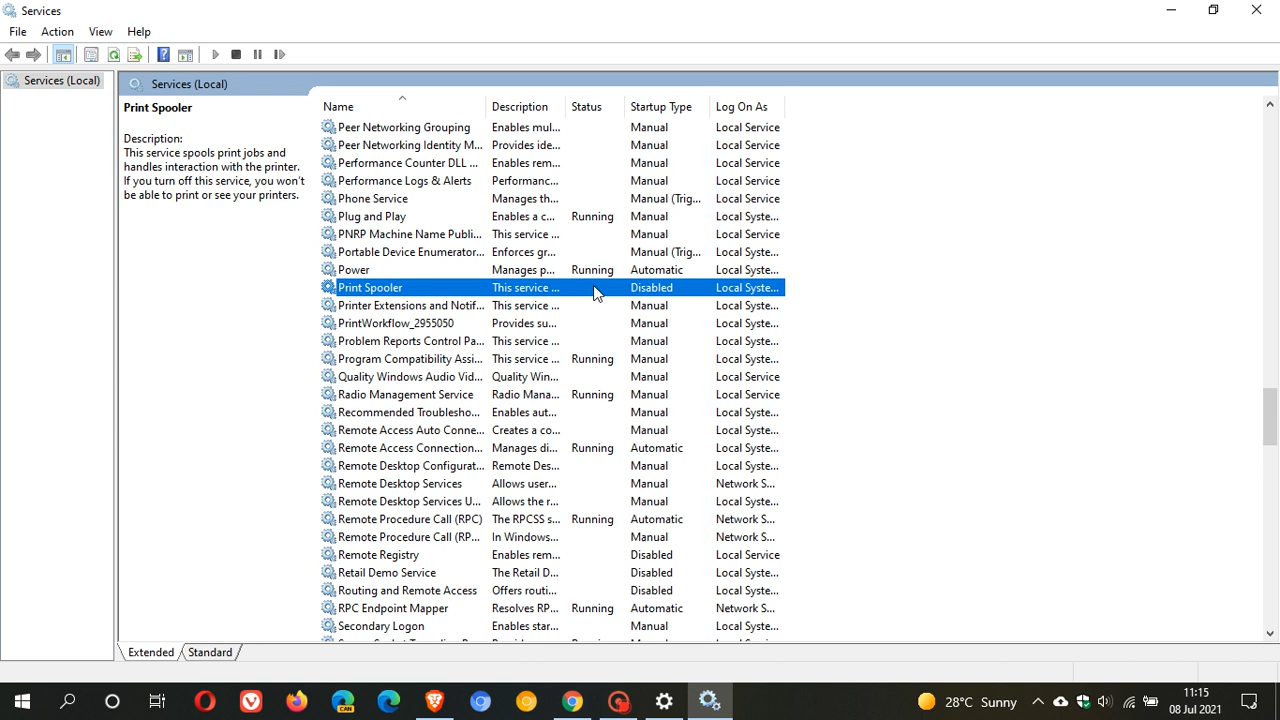 Services
File Action View Help
Services (Local)
Services (Local)
Print Spooler
Description:
This service spools print jobs and
handles interaction with the printer.
If you turn off this service, you won't
be able to print or see your printers.
Name Description Status Startup Type Log On As
Peer Networking Grouping Enables mul... Manual Local Service
Peer Networking Identity M... Provides ide... Manual Local Service
Performance Counter DLL ... Enables rem... Manual Local Service
Performance Logs & Alerts Performanc... Manual Local Service
Phone Service Manages th... Manual (Trig... Local Service
Plug and Play Enables a c... Running Manual Local Syste...
PNRP Machine Name Publi... This service ... Manual Local Service
Portable Device Enumerator... Enforces gr... Manual (Trig... Local Syste...
Power Manages p... Running Automatic Local Syste...
Print Spooler This service ... Disabled Local Syste...
Printer Extensions and Notif... This service ... Manual Local Syste...
PrintWorkflow_2955050 Provides su... Manual Local Syste...
Problem Reports Control Pa... This service ... Manual Local Syste...
Program Compatibility Assi... This service ... Running Manual Local Syste...
Quality Windows Audio Vid... Quality Win... Manual Local Service
Radio Management Service Radio Mana... Running Manual Local Service
Recommended Troublesho... Enables aut... Manual Local Syste...
Remote Access Auto Conne... Creates a co... Manual Local Syste...
Remote Access Connection... Manages di... Running Automatic Local Syste...
Remote Desktop Configurat... Remote Des... Manual Local Syste...
Remote Desktop Services Allows user... Manual Network S...
Remote Desktop Services U... Allows the r... Manual Local Syste...
Remote Procedure Call (RPC) The RPCSS s... Running Automatic Network S...
Remote Procedure Call (RP... In Windows... Manual Network S...
Remote Registry Enables rem... Disabled Local Service
Retail Demo Service The Retail D... Disabled Local Syste...
Routing and Remote Access Offers routi... Disabled Local Syste...
RPC Endpoint Mapper Resolves RP... Running Automatic Network S...
Secondary Logon Enables star... Manual Local Syste...
Extended Standard
CAN
28°C Sunny
11:15
08 Jul 2021